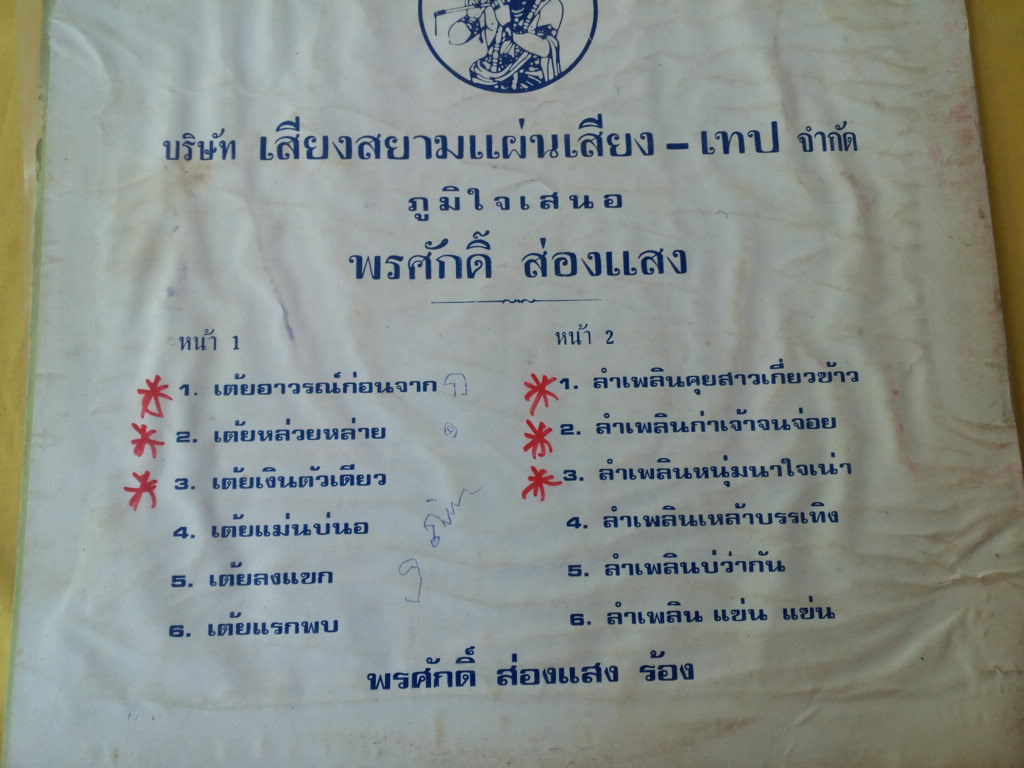 บริษัท เสียงสยามแผ่นเสียง – เทป จำกัด
ภูมิใจเสนอ
พรศักดิ์ ส่องแสง
หน้า 1
1. เต้ยอาวรณ์ก่อนจาก
2. เต้ยหล่วยหล่าย
3. เต้ยเงินตัวเดียว
4. เต้ยแม่นบ่นอ
5. เต้ยลงแขก
6. เต้ยแรกพบ
หน้า 2
1. ลำเพลินคุยสาวเกี่ยวข้าว
2. ลำเพลินก่าเจ้าจนจ่อย
3. ลำเพลินหนุ่มนาใจเน่า
4. ลำเพลินเหล้าบรรเทิง
5. ลำเพลินบ่ว่ากัน
6. ลำเพลิน แข่น แข่น
พรศักดิ์ ส่องแสง ร้อง